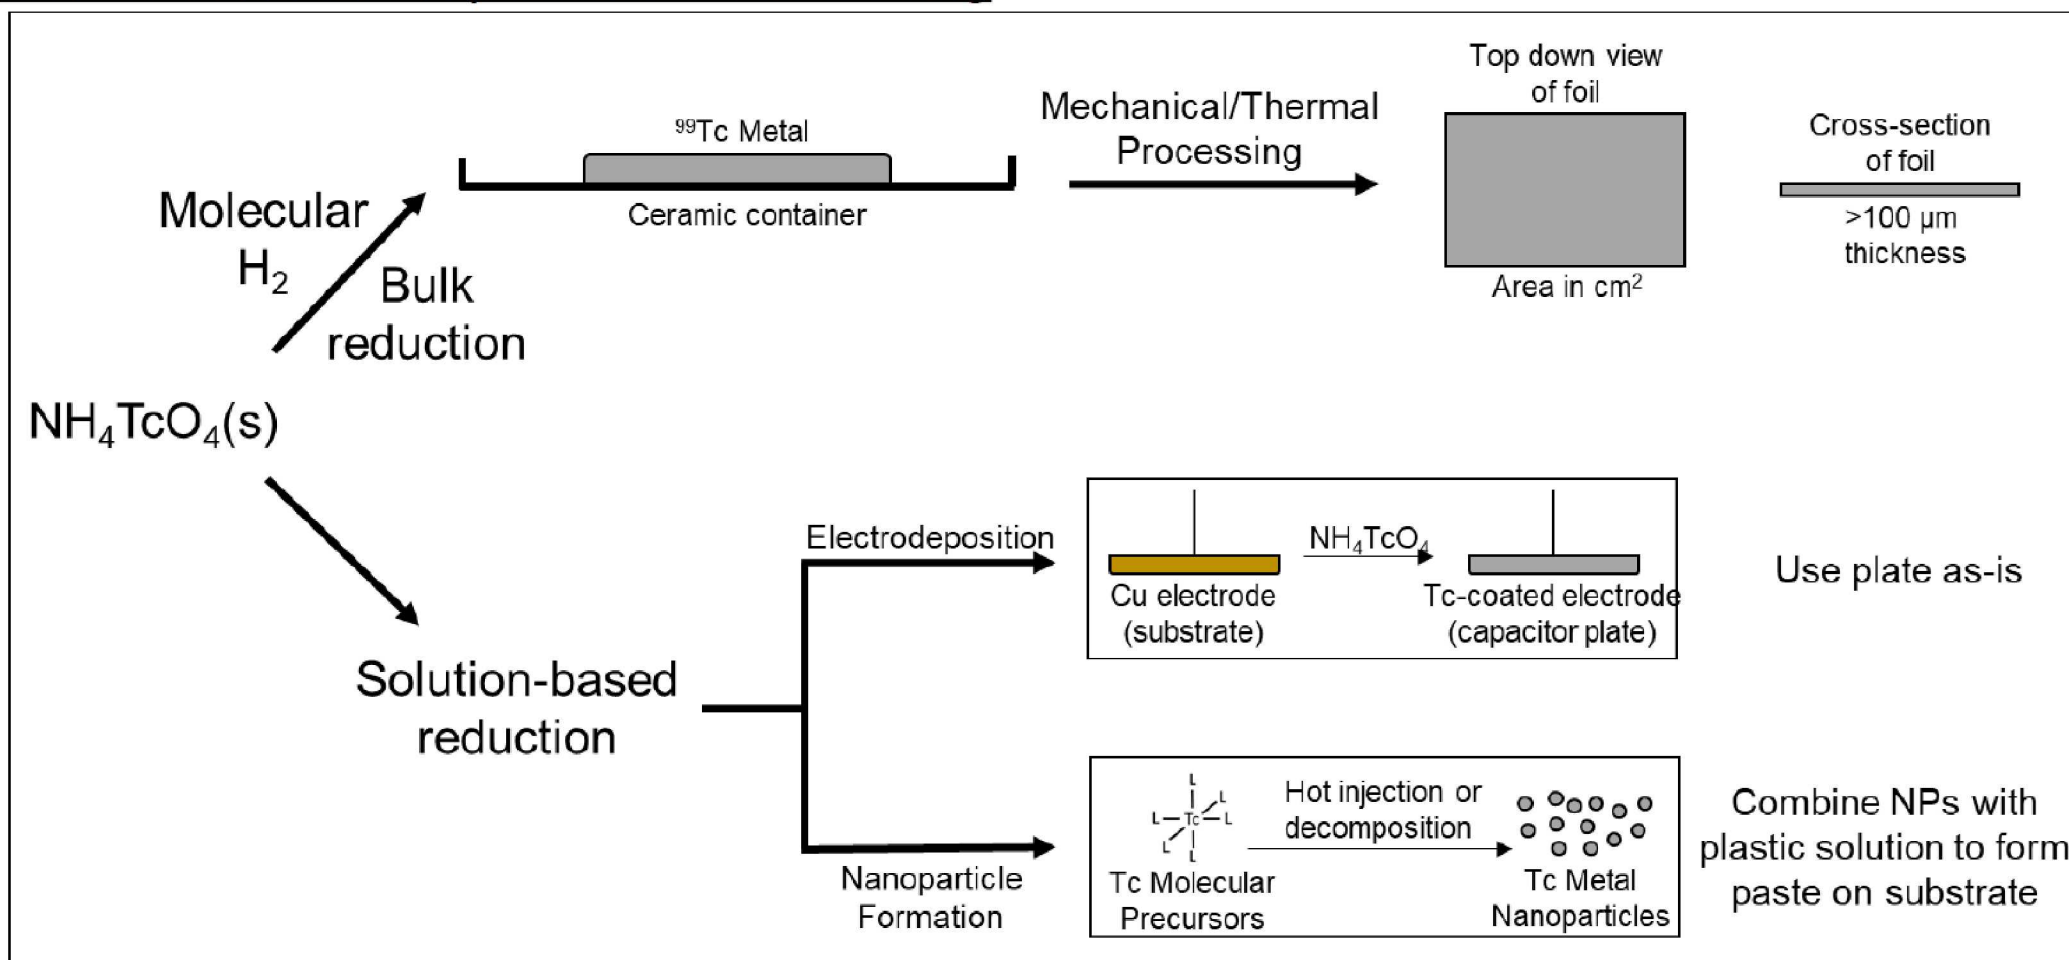 Molecular
H₂
Bulk
reduction
⁹⁹Tc Metal
Ceramic container
Mechanical/Thermal
Processing
Top down view
of foil
Area in cm²
Cross-section
of foil
>100 μm
thickness
NH₄TcO₄(s)
Solution-based
reduction
Electrodeposition
NH₄TcO₄
Cu electrode
(substrate)
Tc-coated electrode
(capacitor plate)
Use plate as-is
Nanoparticle
Formation
L
L
L—Tc—L
L
L
Tc Molecular
Precursors
Hot injection or
decomposition
Tc Metal
Nanoparticles
Combine NPs with
plastic solution to form
paste on substrate